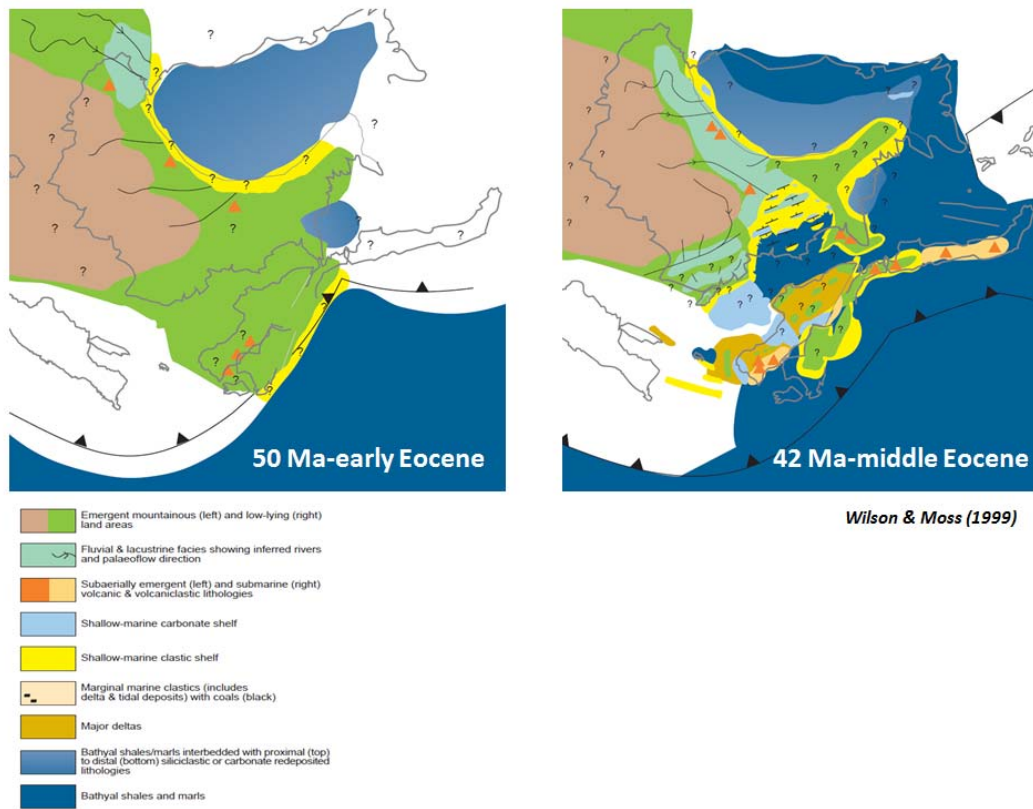 50 Ma-early Eocene
42 Ma-middle Eocene
Wilson & Moss (1999)
Emergent mountainous (left) and low-lying (right)
land areas
Fluvial & lacustrine facies showing inferred rivers
and palaeoflow direction
Subaerially emergent (left) and submarine (right)
volcanic & volcaniclastic lithologies
Shallow-marine carbonate shelf
Shallow-marine clastic shelf
Marginal marine clastics (includes
delta & tidal deposits) with coals (black)
Major deltas
Bathyal shales/marls interbedded with proximal (top)
to distal (bottom) siliciclastic or carbonate redeposited
lithologies
Bathyal shales and marls